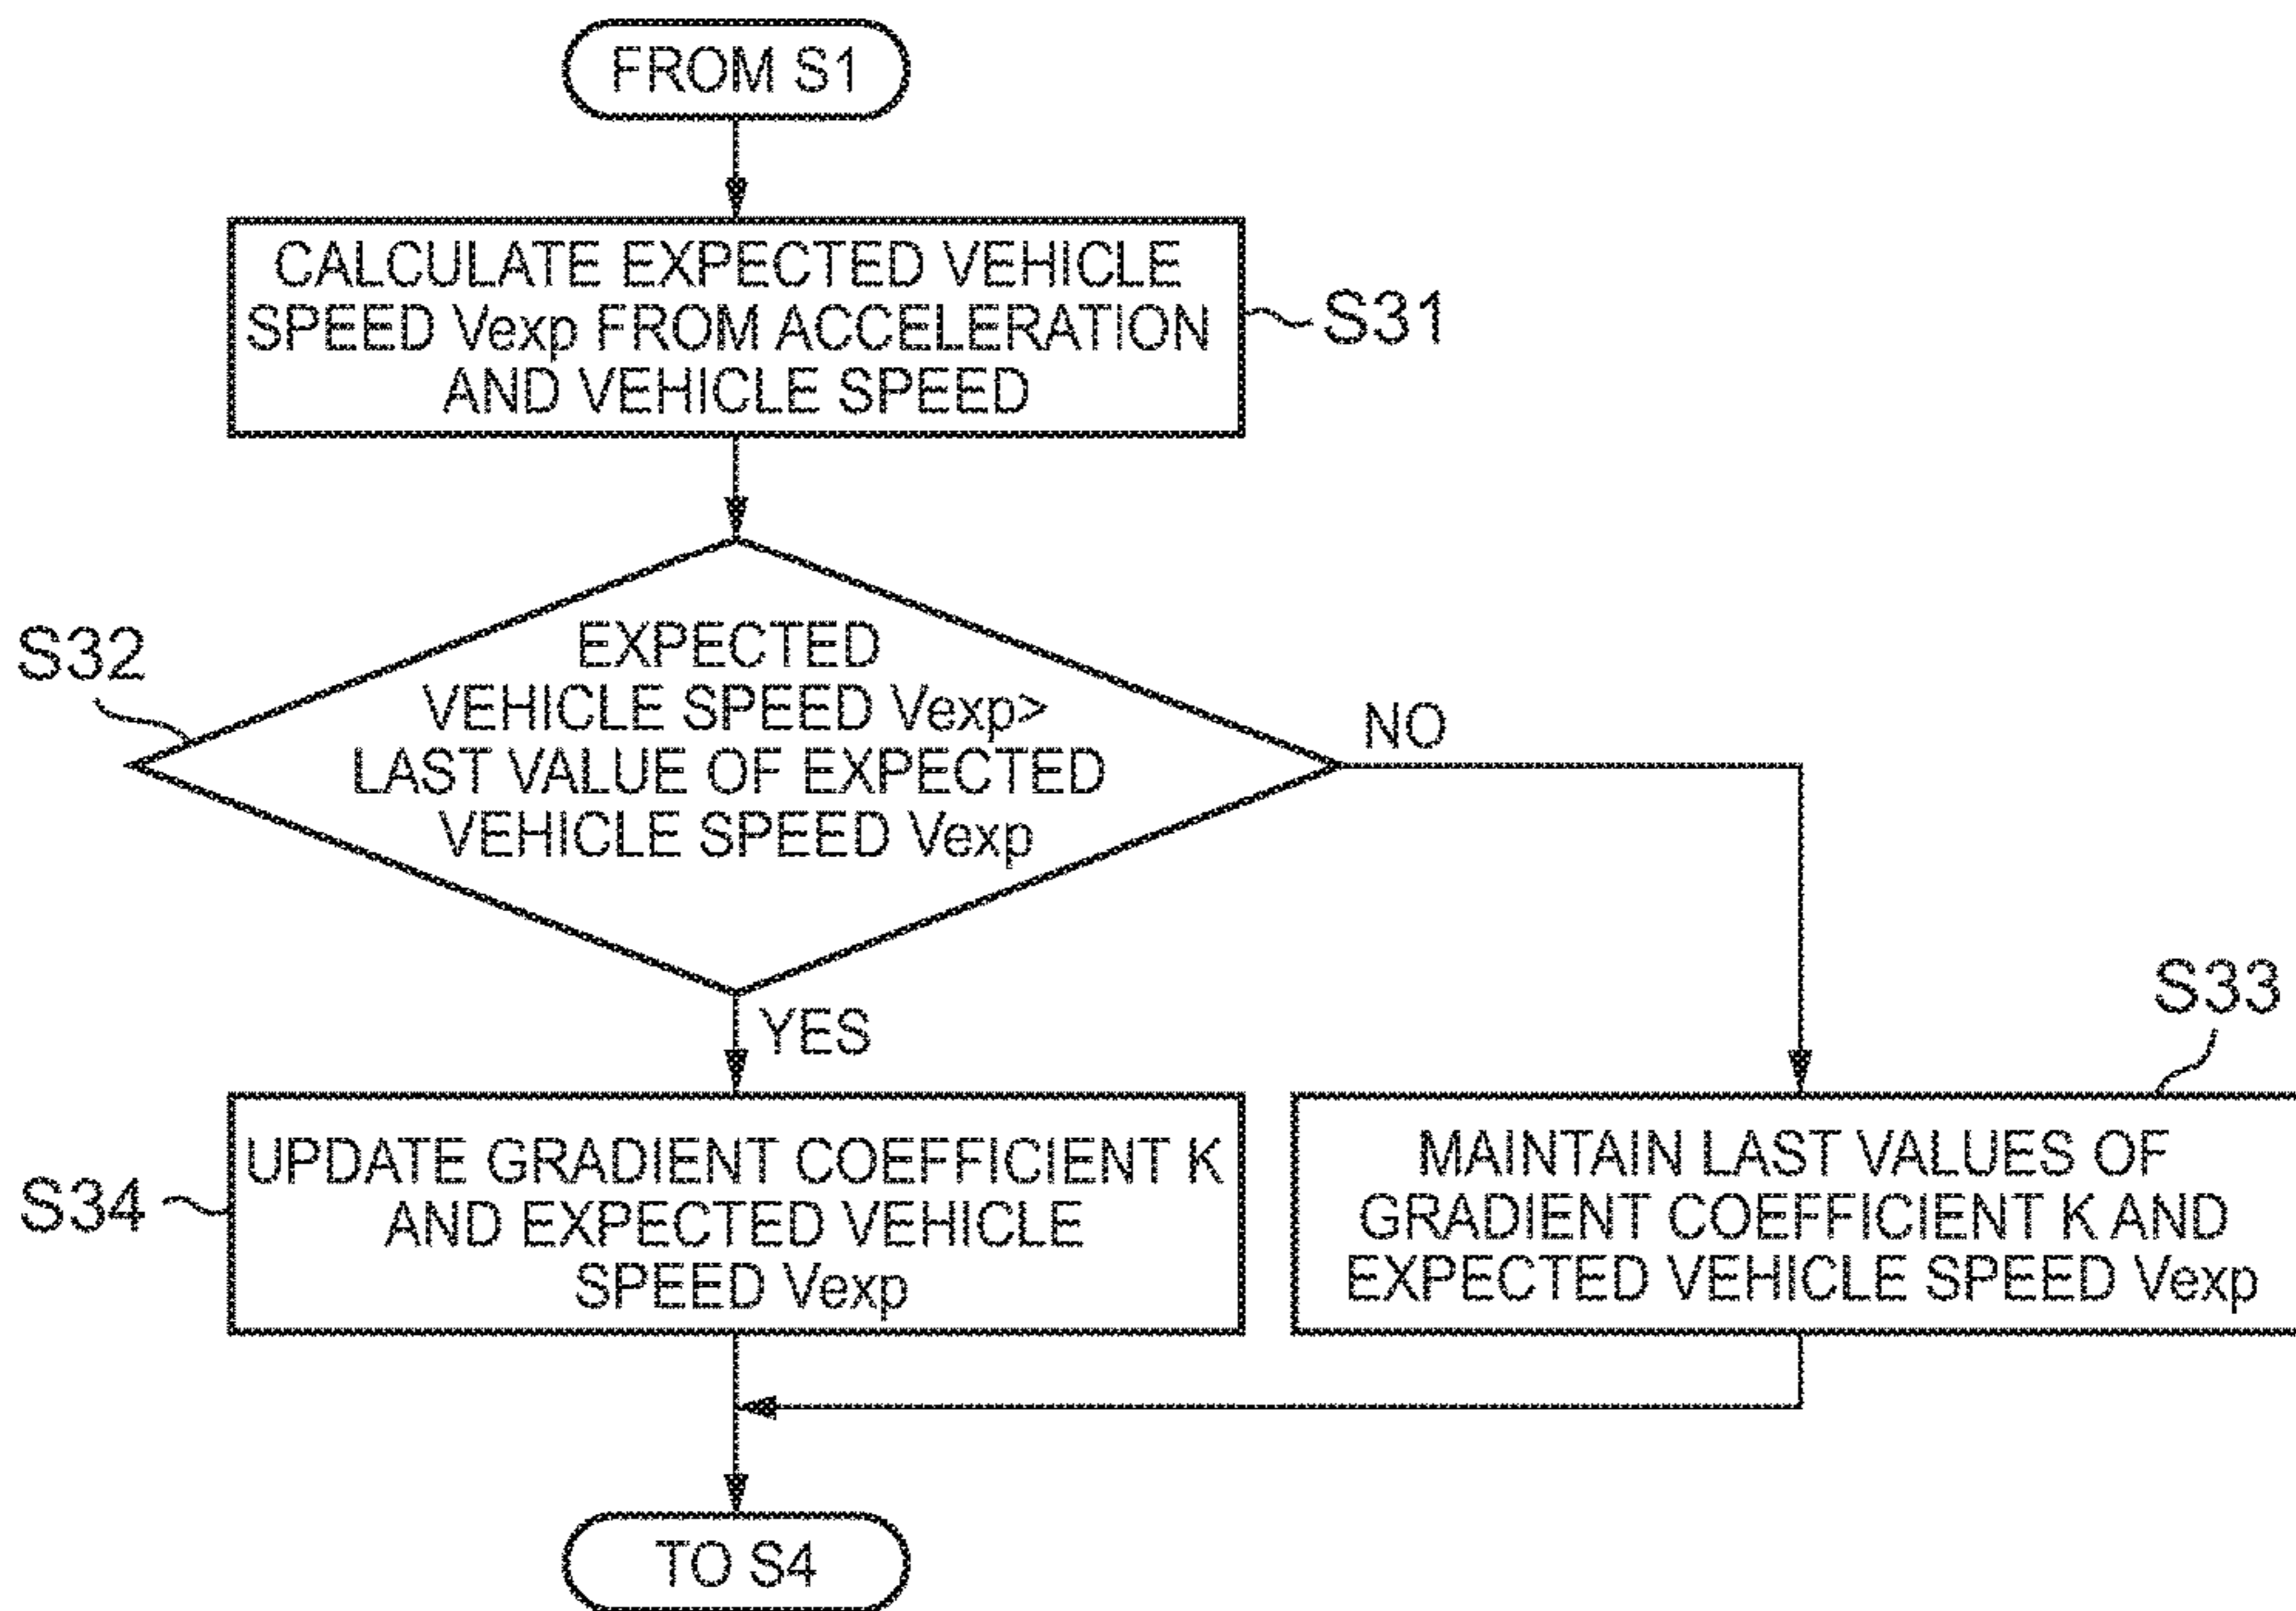 FROM S1
CALCULATE EXPECTED VEHICLE
SPEED Vexp FROM ACCELERATION
AND VEHICLE SPEED
S31
S32
EXPECTED
VEHICLE SPEED Vexp>
LAST VALUE OF EXPECTED
VEHICLE SPEED Vexp
NO
YES
S33
S34
UPDATE GRADIENT COEFFICIENT K
AND EXPECTED VEHICLE
SPEED Vexp
MAINTAIN LAST VALUES OF
GRADIENT COEFFICIENT K AND
EXPECTED VEHICLE SPEED Vexp
TO S4